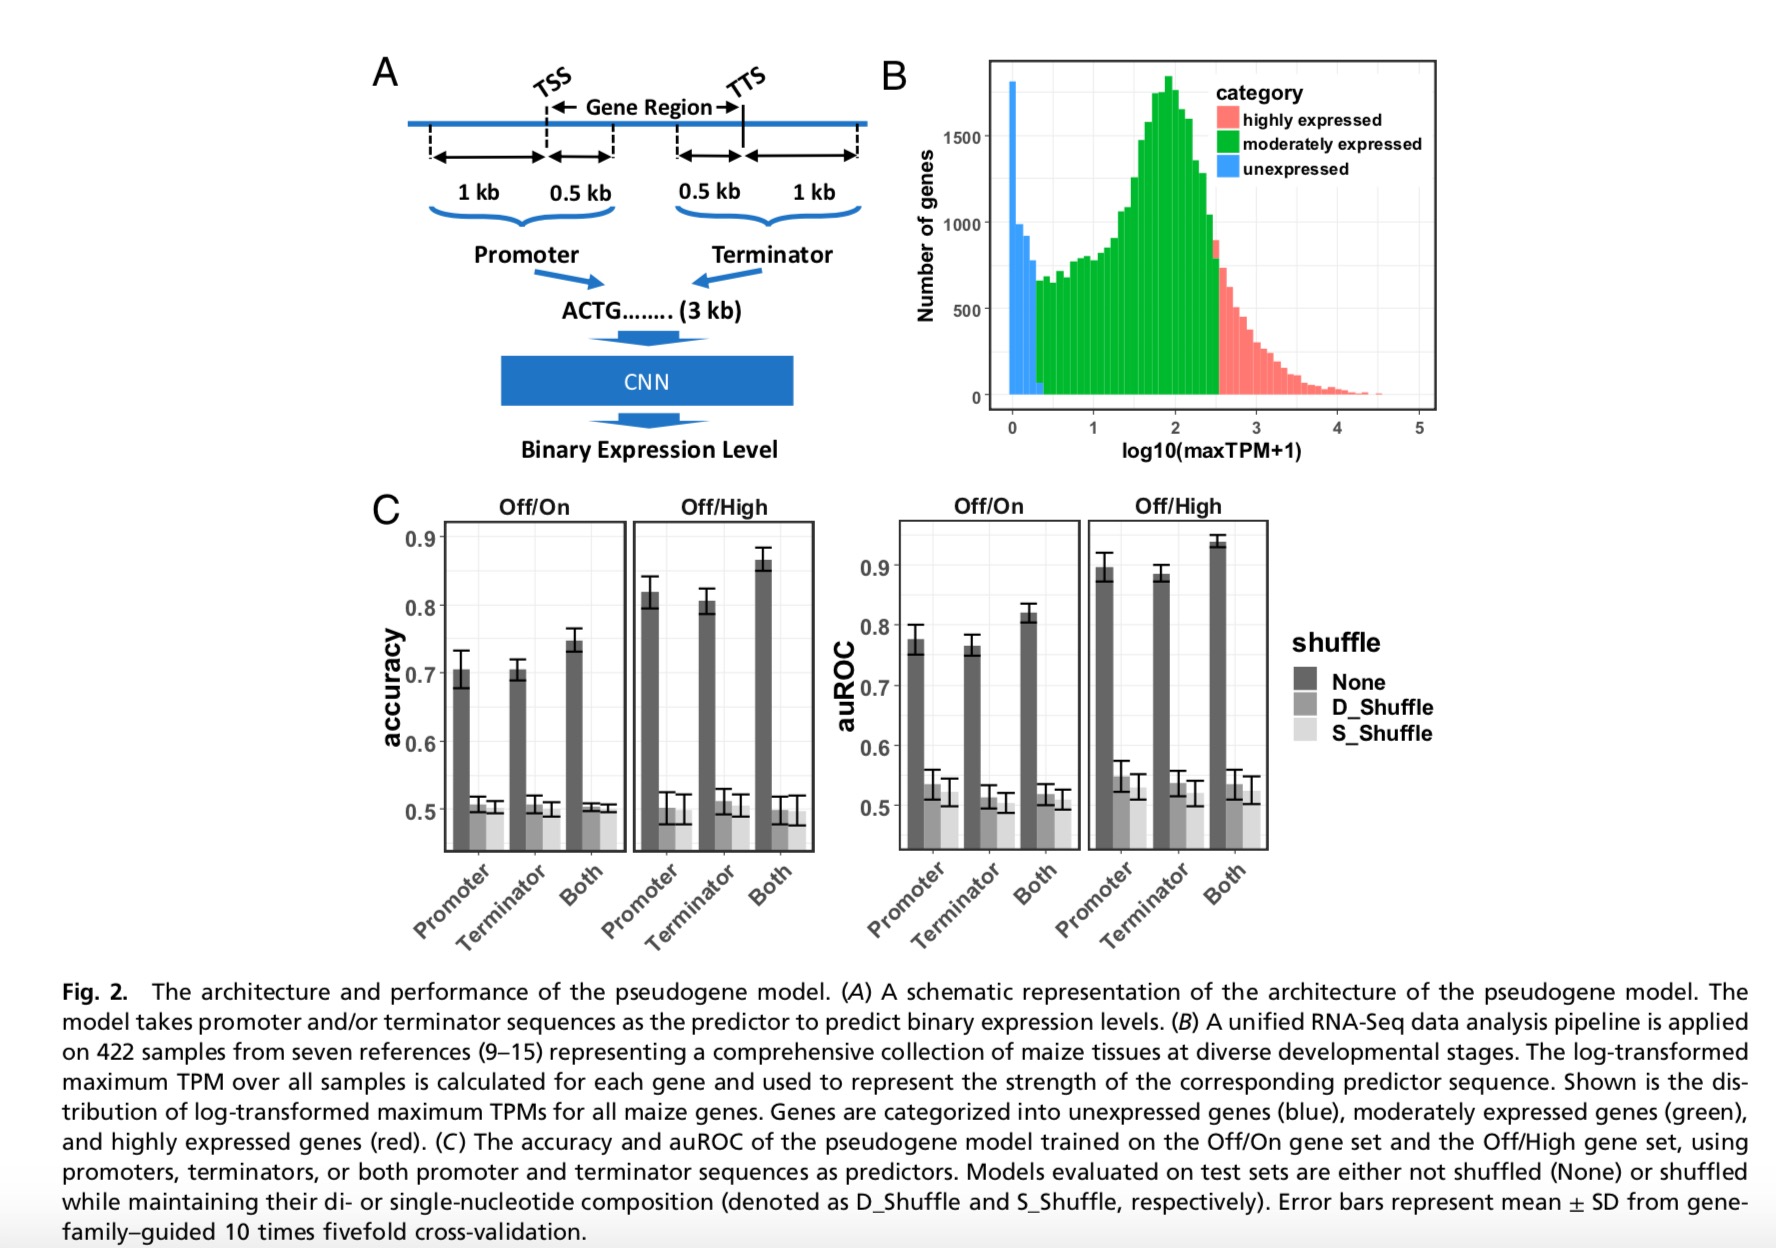 A
TSS
TTS
Gene Region
1 kb
0.5 kb
0.5 kb
1 kb
Promoter
Terminator
ACTG........ (3 kb)
CNN
Binary Expression Level
B
Number of genes
1500
1000
500
0
0 1 2 3 4 5
log10(maxTPM+1)
category
highly expressed
moderately expressed
unexpressed
C
Off/On
Off/High
accuracy
0.9
0.8
0.7
0.6
0.5
Promoter
Terminator
Both
Promoter
Terminator
Both
Off/On
Off/High
auROC
0.9
0.8
0.7
0.6
0.5
Promoter
Terminator
Both
Promoter
Terminator
Both
shuffle
None
D_Shuffle
S_Shuffle
Fig. 2. The architecture and performance of the pseudogene model. (A) A schematic representation of the architecture of the pseudogene model. The
model takes promoter and/or terminator sequences as the predictor to predict binary expression levels. (B) A unified RNA-Seq data analysis pipeline is applied
on 422 samples from seven references (9–15) representing a comprehensive collection of maize tissues at diverse developmental stages. The log-transformed
maximum TPM over all samples is calculated for each gene and used to represent the strength of the corresponding predictor sequence. Shown is the dis-
tribution of log-transformed maximum TPMs for all maize genes. Genes are categorized into unexpressed genes (blue), moderately expressed genes (green),
and highly expressed genes (red). (C) The accuracy and auROC of the pseudogene model trained on the Off/On gene set and the Off/High gene set, using
promoters, terminators, or both promoter and terminator sequences as predictors. Models evaluated on test sets are either not shuffled (None) or shuffled
while maintaining their di- or single-nucleotide composition (denoted as D_Shuffle and S_Shuffle, respectively). Error bars represent mean ± SD from gene-
family–guided 10 times fivefold cross-validation.